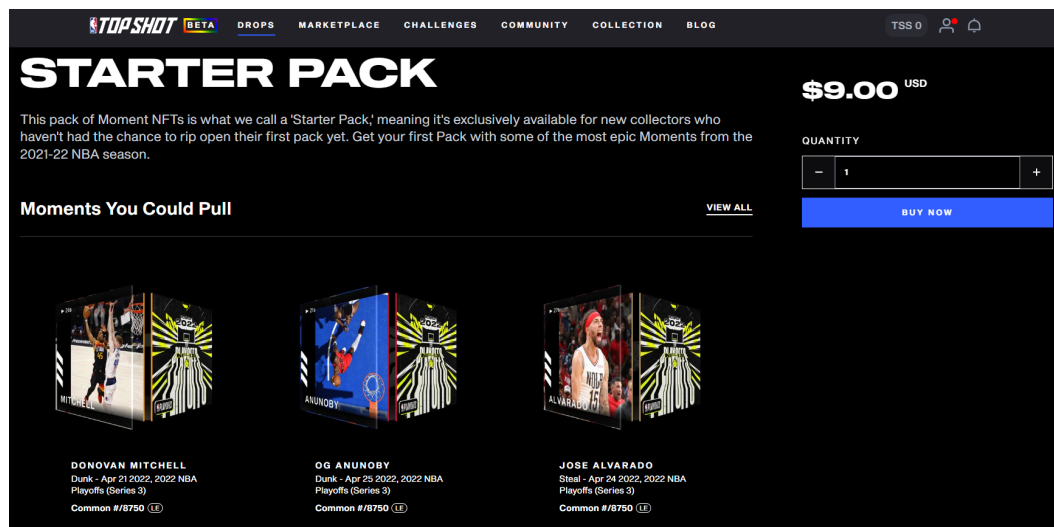 TOP SHOT BETA DROPS MARKETPLACE CHALLENGES COMMUNITY COLLECTION BLOG TSS 0
STARTER PACK
$9.00 USD
This pack of Moment NFTs is what we call a 'Starter Pack,' meaning it's exclusively available for new collectors who
haven't had the chance to rip open their first pack yet. Get your first Pack with some of the most epic Moments from the
2021-22 NBA season.
QUANTITY
− 1 +
BUY NOW
Moments You Could Pull
VIEW ALL
MITCHELL
ANUNOBY
ALVARADO
DONOVAN MITCHELL
Dunk - Apr 21 2022, 2022 NBA
Playoffs (Series 3)
Common #/8750 LE
OG ANUNOBY
Dunk - Apr 25 2022, 2022 NBA
Playoffs (Series 3)
Common #/8750 LE
JOSE ALVARADO
Steal - Apr 24 2022, 2022 NBA
Playoffs (Series 3)
Common #/8750 LE